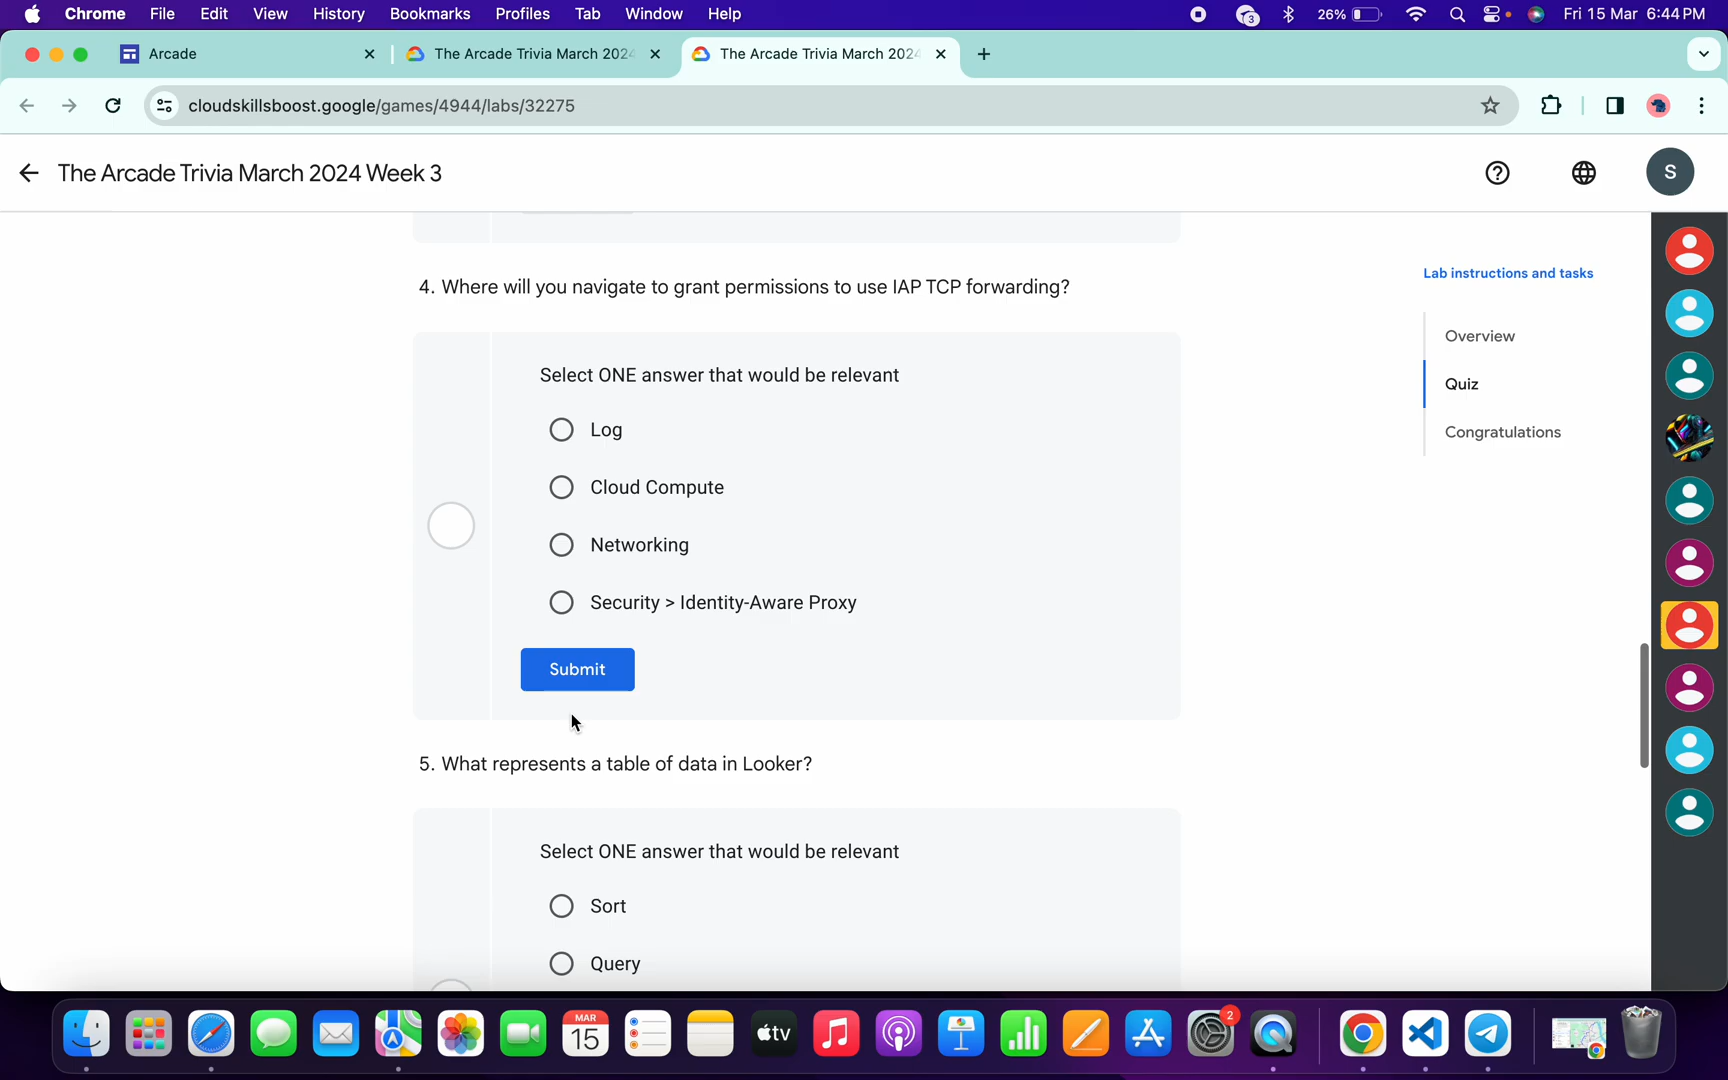 Chrome File Edit View History Bookmarks Profiles Tab Window Help
3 26% Fri 15 Mar 6:44 PM
Arcade
The Arcade Trivia March 2024
The Arcade Trivia March 202
cloudskillsboost.google/games/4944/labs/32275
The Arcade Trivia March 2024 Week 3
S
4. Where will you navigate to grant permissions to use IAP TCP forwarding?
Select ONE answer that would be relevant
Log
Cloud Compute
Networking
Security > Identity-Aware Proxy
Submit
5. What represents a table of data in Looker?
Select ONE answer that would be relevant
Sort
Query
Lab instructions and tasks
Overview
Quiz
Congratulations
MAR
15
tv
2